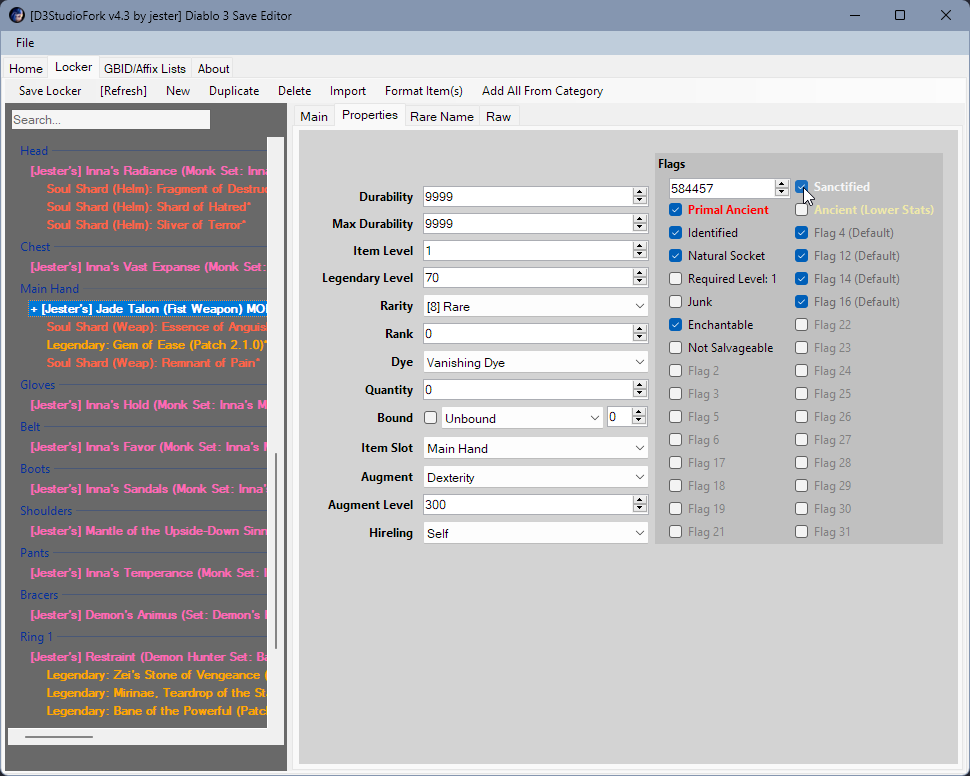 [D3StudioFork v4.3 by jester] Diablo 3 Save Editor
File
Home Locker GBID/Affix Lists About
Save Locker [Refresh] New Duplicate Delete Import Format Item(s) Add All From Category
Search...
Head
[Jester's] Inna's Radiance (Monk Set: Inn
Soul Shard (Helm): Fragment of Destruc
Soul Shard (Helm): Shard of Hatred*
Soul Shard (Helm): Sliver of Terror*
Chest
[Jester's] Inna's Vast Expanse (Monk Set:
Main Hand
+ [Jester's] Jade Talon (Fist Weapon) MO
Soul Shard (Weap): Essence of Anguis
Legendary: Gem of Ease (Patch 2.1.0)*
Soul Shard (Weap): Remnant of Pain*
Gloves
[Jester's] Inna's Hold (Monk Set: Inna's M
Belt
[Jester's] Inna's Favor (Monk Set: Inna's
Boots
[Jester's] Inna's Sandals (Monk Set: Inna'
Shoulders
[Jester's] Mantle of the Upside-Down Sinn
Pants
[Jester's] Inna's Temperance (Monk Set: I
Bracers
[Jester's] Demon's Animus (Set: Demon's
Ring 1
[Jester's] Restraint (Demon Hunter Set: Ba
Legendary: Zei's Stone of Vengeance (
Legendary: Mirinae, Teardrop of the St
Legendary: Bane of the Powerful (Patc
Main Properties Rare Name Raw
Durability 9999
Max Durability 9999
Item Level 1
Legendary Level 70
Rarity [8] Rare
Rank 0
Dye Vanishing Dye
Quantity 0
Bound Unbound 0
Item Slot Main Hand
Augment Dexterity
Augment Level 300
Hireling Self
Flags
584457 Sanctified
Primal Ancient Ancient (Lower Stats)
Identified Flag 4 (Default)
Natural Socket Flag 12 (Default)
Required Level: 1 Flag 14 (Default)
Junk Flag 16 (Default)
Enchantable Flag 22
Not Salvageable Flag 23
Flag 2 Flag 24
Flag 3 Flag 25
Flag 5 Flag 26
Flag 6 Flag 27
Flag 17 Flag 28
Flag 18 Flag 29
Flag 19 Flag 30
Flag 21 Flag 31